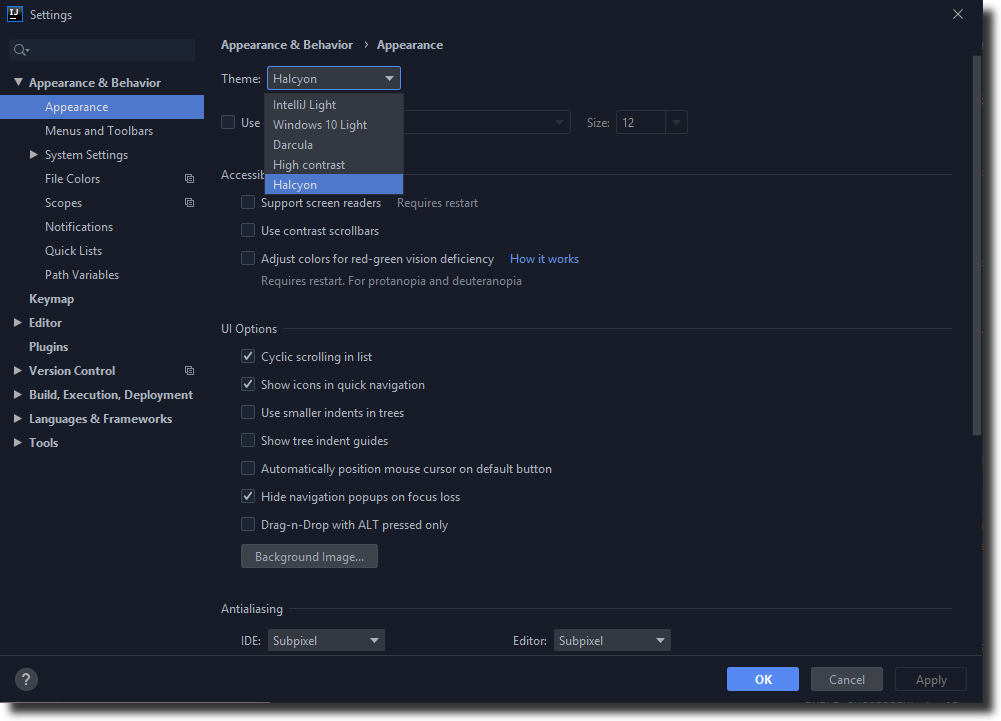 IJ Settings
Appearance & Behavior › Appearance
Appearance & Behavior
Appearance
Menus and Toolbars
System Settings
File Colors
Scopes
Notifications
Quick Lists
Path Variables
Keymap
Editor
Plugins
Version Control
Build, Execution, Deployment
Languages & Frameworks
Tools
Theme: Halcyon
IntelliJ Light
Windows 10 Light
Darcula
High contrast
Halcyon
Use Size: 12
Accessib
Support screen readers Requires restart
Use contrast scrollbars
Adjust colors for red-green vision deficiency How it works
Requires restart. For protanopia and deuteranopia
UI Options
Cyclic scrolling in list
Show icons in quick navigation
Use smaller indents in trees
Show tree indent guides
Automatically position mouse cursor on default button
Hide navigation popups on focus loss
Drag-n-Drop with ALT pressed only
Background Image...
Antialiasing
IDE: Subpixel Editor: Subpixel
? OK Cancel Apply